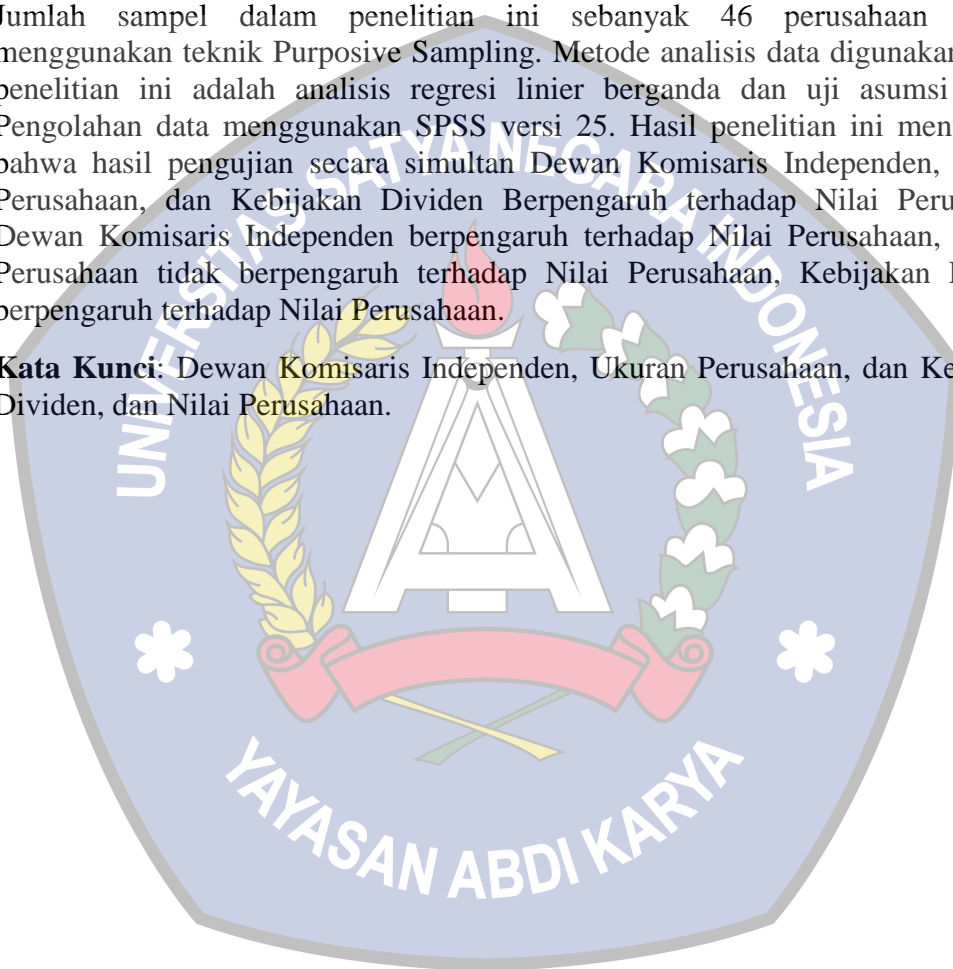 Jumlah sampel dalam penelitian ini sebanyak 46 perusahaan
menggunakan teknik Purposive Sampling. Metode analisis data digunakan
penelitian ini adalah analisis regresi linier berganda dan uji asumsi
Pengolahan data menggunakan SPSS versi 25. Hasil penelitian ini men
bahwa hasil pengujian secara simultan Dewan Komisaris Independen,
Perusahaan, dan Kebijakan Dividen Berpengaruh terhadap Nilai Peru
Dewan Komisaris Independen berpengaruh terhadap Nilai Perusahaan,
Perusahaan tidak berpengaruh terhadap Nilai Perusahaan, Kebijakan
berpengaruh terhadap Nilai Perusahaan.
Kata Kunci: Dewan Komisaris Independen, Ukuran Perusahaan, dan Ke
Dividen, dan Nilai Perusahaan.
UNIVERSITAS SATYA NEGARA INDONESIA
YAYASAN ABDI KARYA